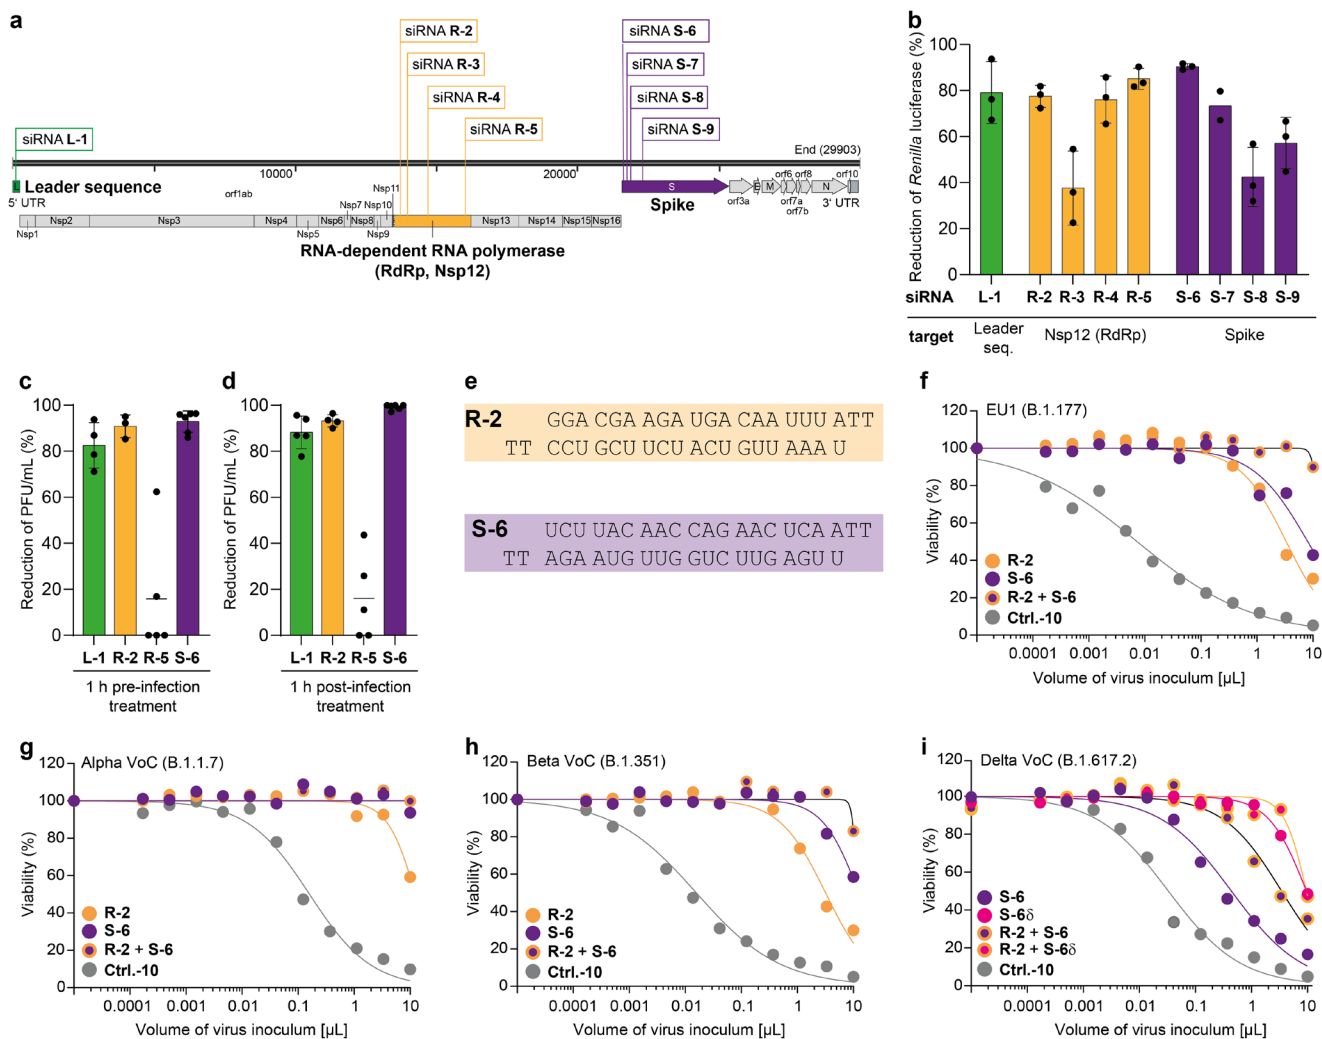 a
siRNA R-2
siRNA R-3
siRNA R-4
siRNA R-5
siRNA S-6
siRNA S-7
siRNA S-8
siRNA S-9
siRNA L-1
End (29903)
10000
20000
L
Leader sequence
5' UTR
orf1ab
Nsp1
Nsp2
Nsp3
Nsp4
Nsp5
Nsp6
Nsp7
Nsp8
Nsp9
Nsp10
Nsp11
Nsp13
Nsp14
Nsp15
Nsp16
RNA-dependent RNA polymerase
(RdRp, Nsp12)
S
Spike
orf3a
E
M
orf6
orf7a
orf7b
orf8
N
orf10
3' UTR
b
Reduction of Renilla luciferase (%)
100
80
60
40
20
0
siRNA L-1 R-2 R-3 R-4 R-5 S-6 S-7 S-8 S-9
target Leader seq. Nsp12 (RdRp) Spike
c
Reduction of PFU/mL (%)
100
80
60
40
20
0
L-1 R-2 R-5 S-6
1 h pre-infection
treatment
d
Reduction of PFU/mL (%)
100
80
60
40
20
0
L-1 R-2 R-5 S-6
1 h post-infection
treatment
e
R-2 GGA CGA AGA UGA CAA UUU ATT
TT CCU GCU UCU ACU GUU AAA U
S-6 UCU UAC AAC CAG AAC UCA ATT
TT AGA AUG UUG GUC UUG AGU U
f
EU1 (B.1.177)
Viability (%)
120
100
80
60
40
20
0
R-2
S-6
R-2 + S-6
Ctrl.-10
0.0001 0.001 0.01 0.1 1 10
Volume of virus inoculum [µL]
g
Alpha VoC (B.1.1.7)
Viability (%)
120
100
80
60
40
20
0
R-2
S-6
R-2 + S-6
Ctrl.-10
0.0001 0.001 0.01 0.1 1 10
Volume of virus inoculum [µL]
h
Beta VoC (B.1.351)
Viability (%)
120
100
80
60
40
20
0
R-2
S-6
R-2 + S-6
Ctrl.-10
0.0001 0.001 0.01 0.1 1 10
Volume of virus inoculum [µL]
i
Delta VoC (B.1.617.2)
Viability (%)
120
100
80
60
40
20
0
S-6
S-6δ
R-2 + S-6
R-2 + S-6δ
Ctrl.-10
0.0001 0.001 0.01 0.1 1 10
Volume of virus inoculum [µL]